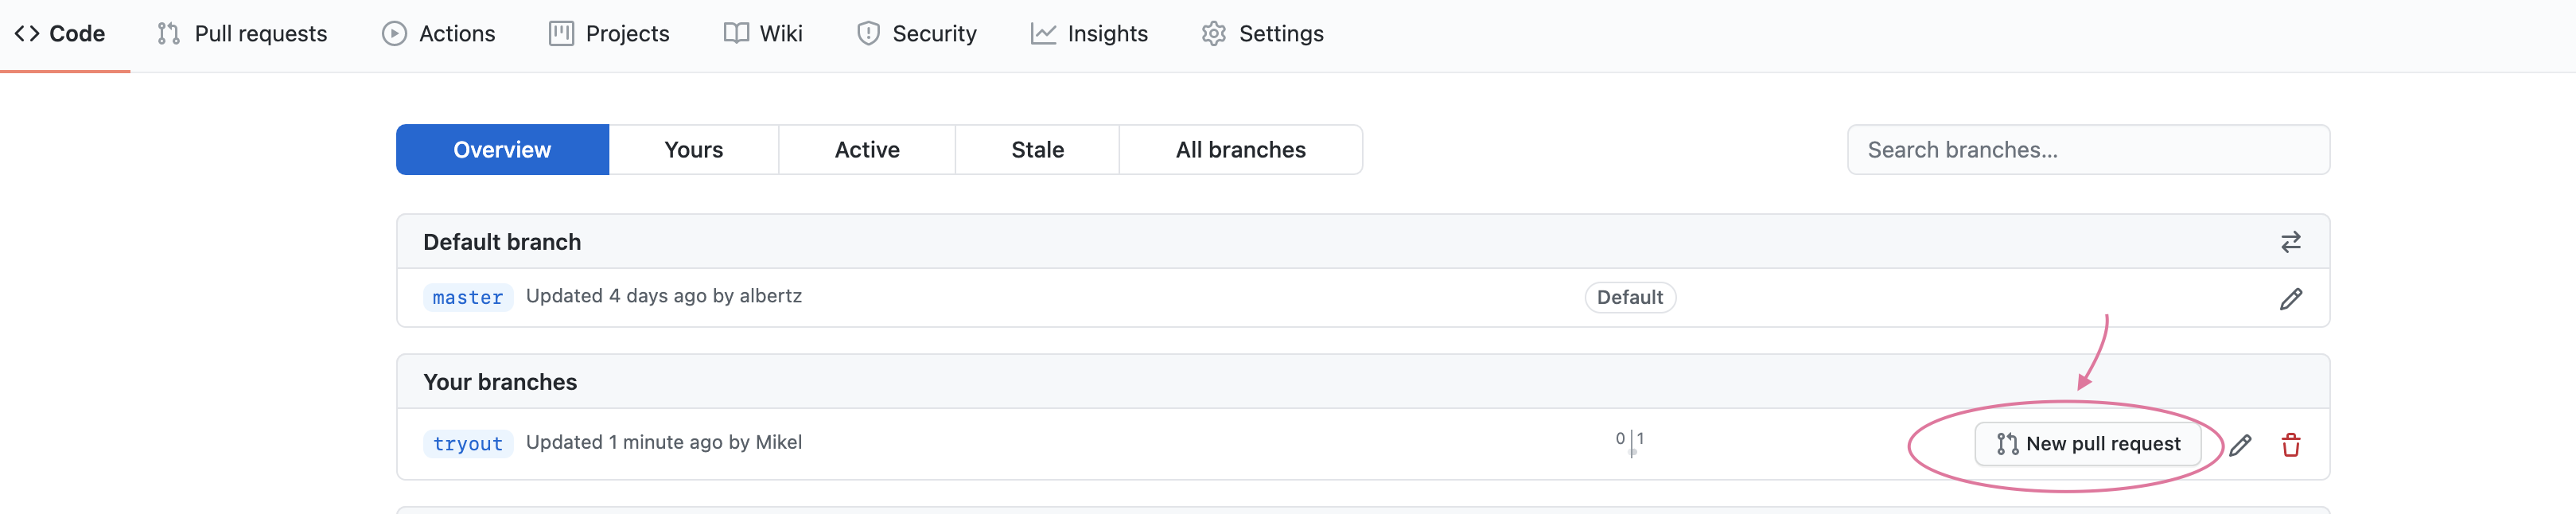 Code Pull requests Actions Projects Wiki Security Insights Settings
Overview Yours Active Stale All branches Search branches...
Default branch
master Updated 4 days ago by albertz Default
Your branches
tryout Updated 1 minute ago by Mikel 0 1 New pull request